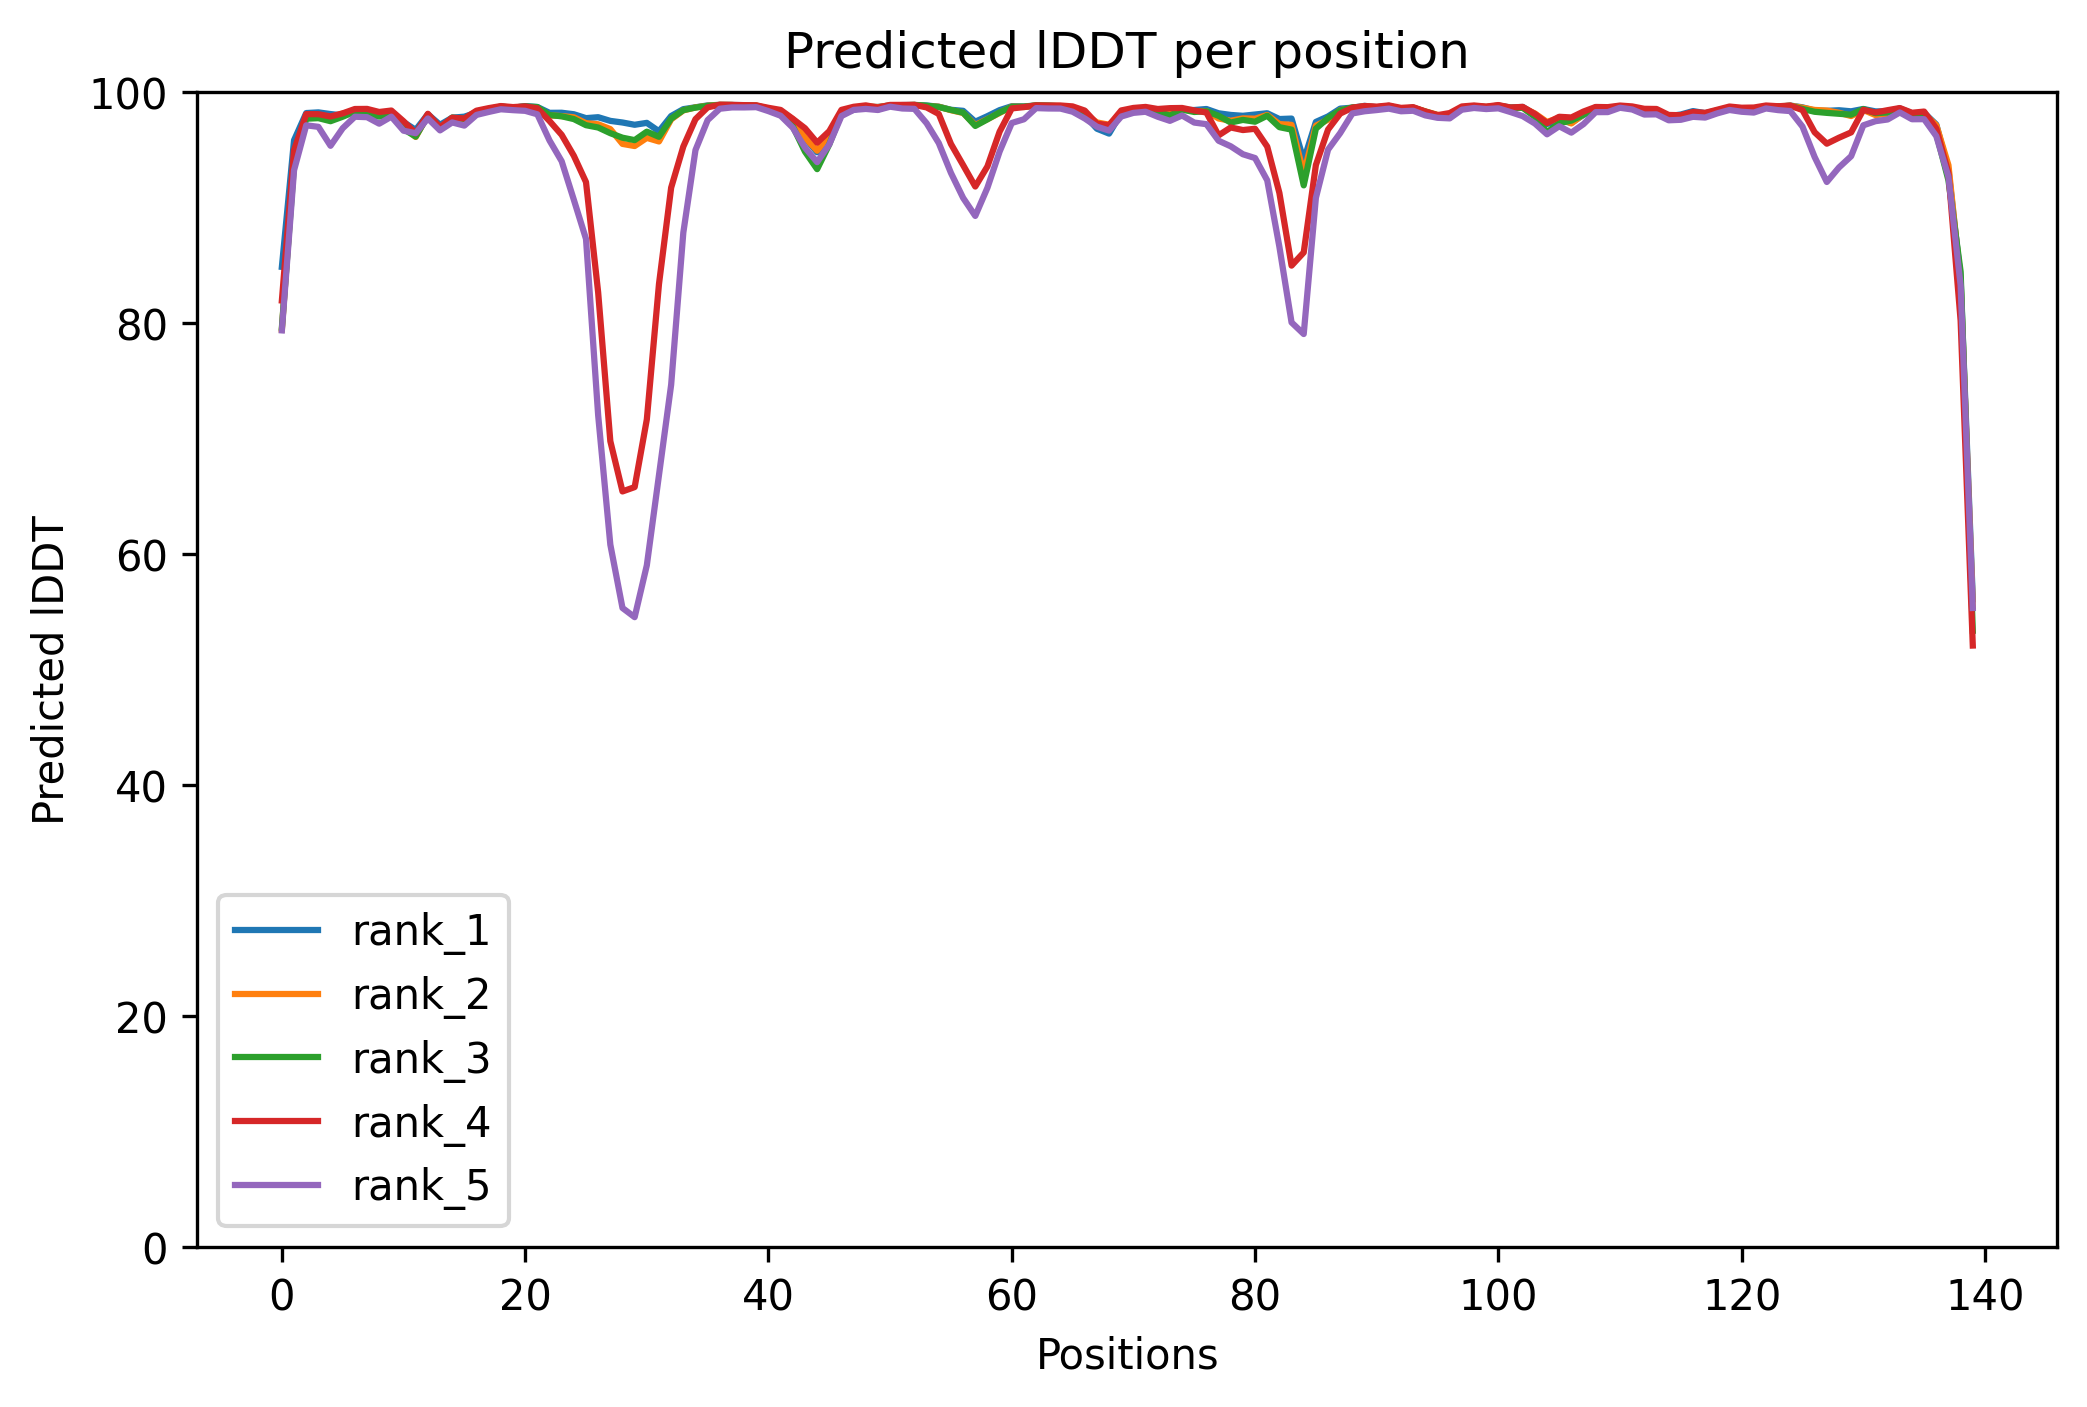 Predicted lDDT per position
100
80
60
40
20
0
Predicted lDDT
rank_1
rank_2
rank_3
rank_4
rank_5
0 20 40 60 80 100 120 140
Positions